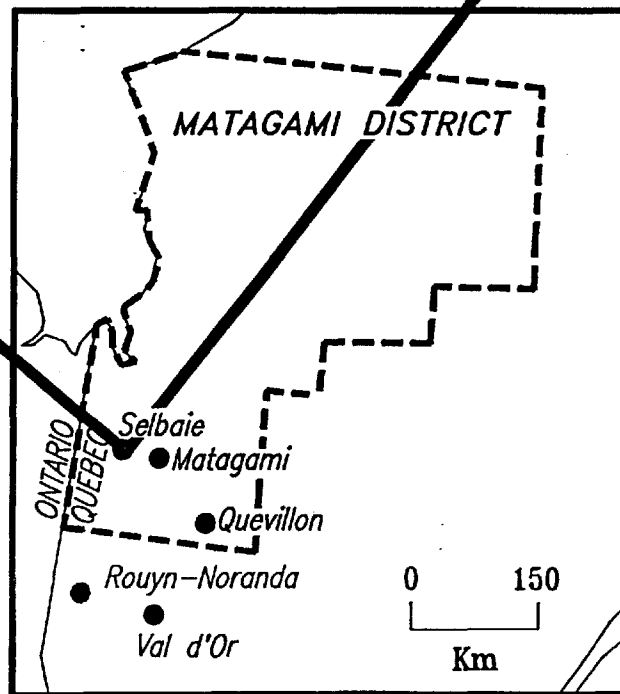 MATAGAMI DISTRICT
Selbaie
ONTARIO
QUEBEC
Matagami
Quevillon
Rouyn-Noranda
Val d'Or
0 150
Km